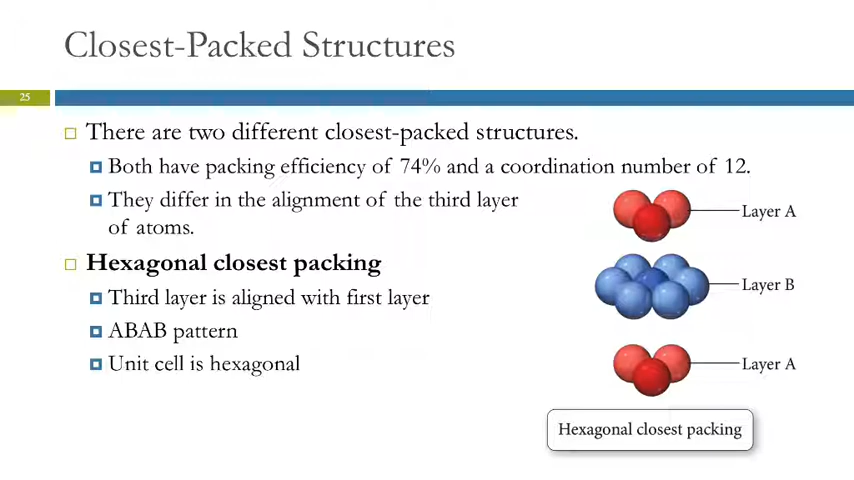 Closest-Packed Structures
25
There are two different closest-packed structures.
Both have packing efficiency of 74% and a coordination number of 12.
They differ in the alignment of the third layer
of atoms.
Hexagonal closest packing
Third layer is aligned with first layer
ABAB pattern
Unit cell is hexagonal
Layer A
Layer B
Layer A
Hexagonal closest packing